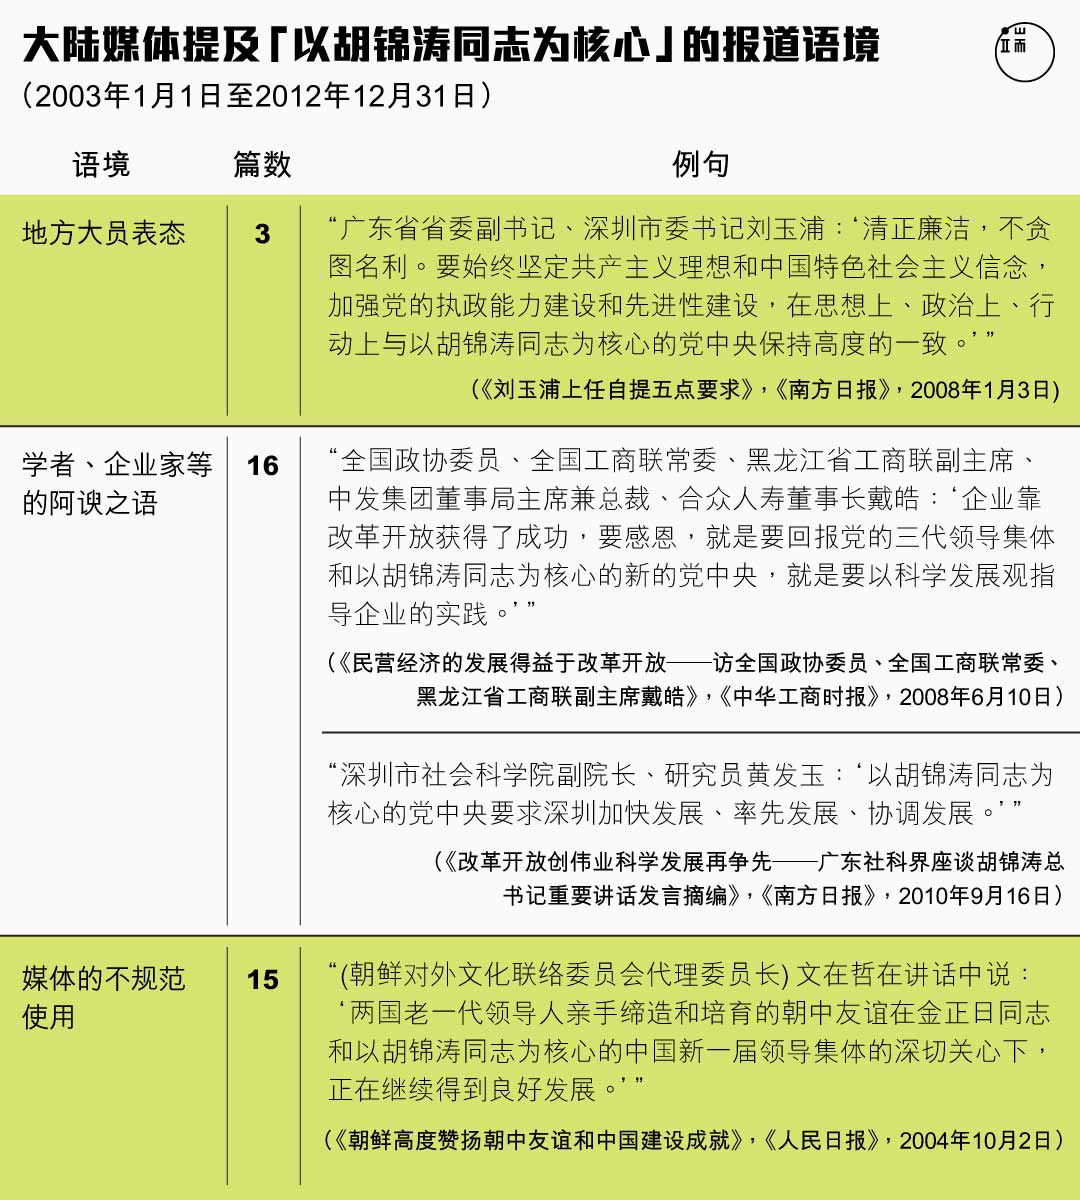 大陆媒体提及「以胡锦涛同志为核心」的报道语境
（2003年1月1日至2012年12月31日）
端
语境 篇数 例句
地方大员表态
3
“广东省省委副书记、深圳市委书记刘玉浦：‘清正廉洁，不贪
图名利。要始终坚定共产主义理想和中国特色社会主义信念，
加强党的执政能力建设和先进性建设，在思想上、政治上、行
动上与以胡锦涛同志为核心的党中央保持高度的一致。’”
（《刘玉浦上任自提五点要求》，《南方日报》，2008年1月3日）
学者、企业家等
的阿谀之语
16
“全国政协委员、全国工商联常委、黑龙江省工商联副主席、
中发集团董事局主席兼总裁、合众人寿董事长戴皓：‘企业靠
改革开放获得了成功，要感恩，就是要回报党的三代领导集体
和以胡锦涛同志为核心的新的党中央，就是要以科学发展观指
导企业的实践。’”
（《民营经济的发展得益于改革开放——访全国政协委员、全国工商联常委、
黑龙江省工商联副主席戴皓》，《中华工商时报》，2008年6月10日）
“深圳市社会科学院副院长、研究员黄发玉：‘以胡锦涛同志为
核心的党中央要求深圳加快发展、率先发展、协调发展。’”
（《改革开放创伟业科学发展再争先——广东社科界座谈胡锦涛总
书记重要讲话发言摘编》，《南方日报》，2010年9月16日）
媒体的不规范
使用
15
“(朝鲜对外文化联络委员会代理委员长) 文在哲在讲话中说：
‘两国老一代领导人亲手缔造和培育的朝中友谊在金正日同志
和以胡锦涛同志为核心的中国新一届领导集体的深切关心下，
正在继续得到良好发展。’”
（《朝鲜高度赞扬朝中友谊和中国建设成就》，《人民日报》，2004年10月2日）